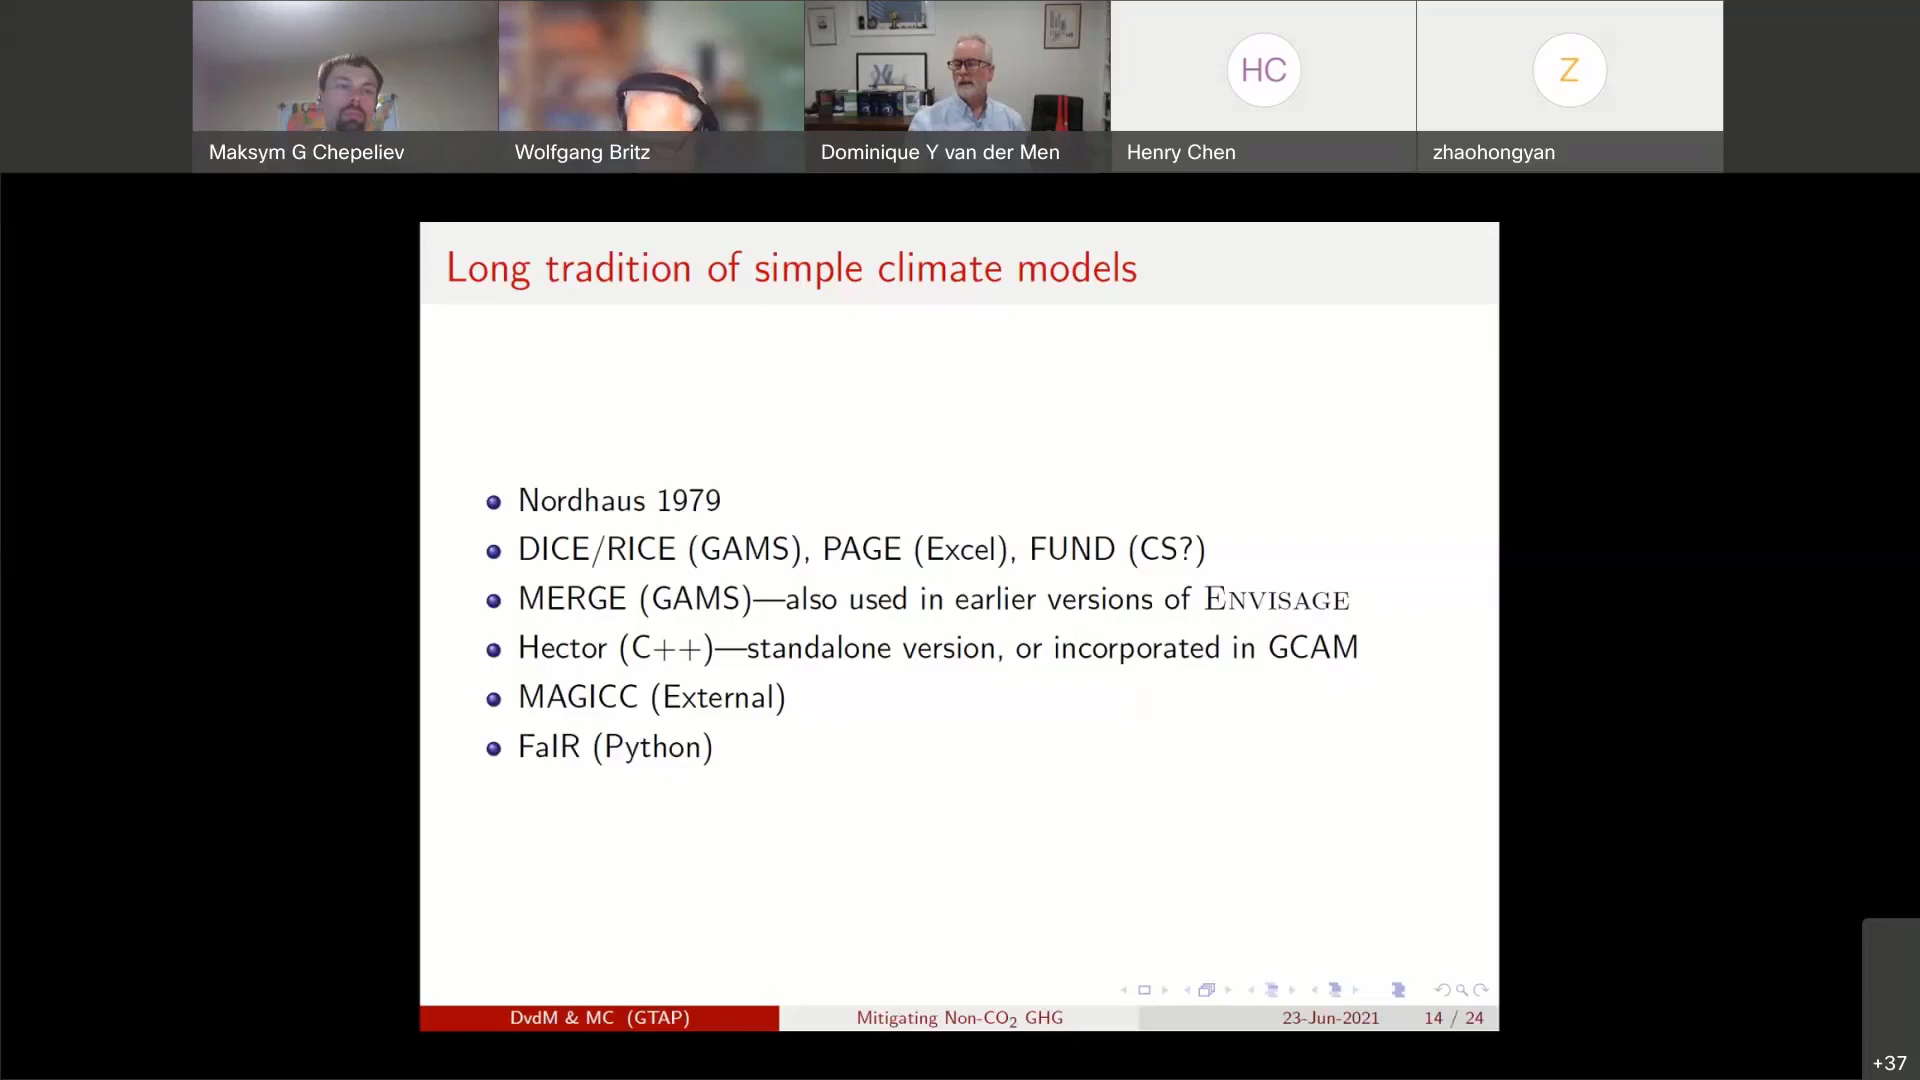 HC
Z
Maksym G Chepeliev
Wolfgang Britz
Dominique Y van der Men
Henry Chen
zhaohongyan
Long tradition of simple climate models
Nordhaus 1979
DICE/RICE (GAMS), PAGE (Excel), FUND (CS?)
MERGE (GAMS)—also used in earlier versions of ENVISAGE
Hector (C++)—standalone version, or incorporated in GCAM
MAGICC (External)
FaIR (Python)
DvdM & MC (GTAP)
Mitigating Non-CO₂ GHG
23-Jun-2021
14 / 24
+37